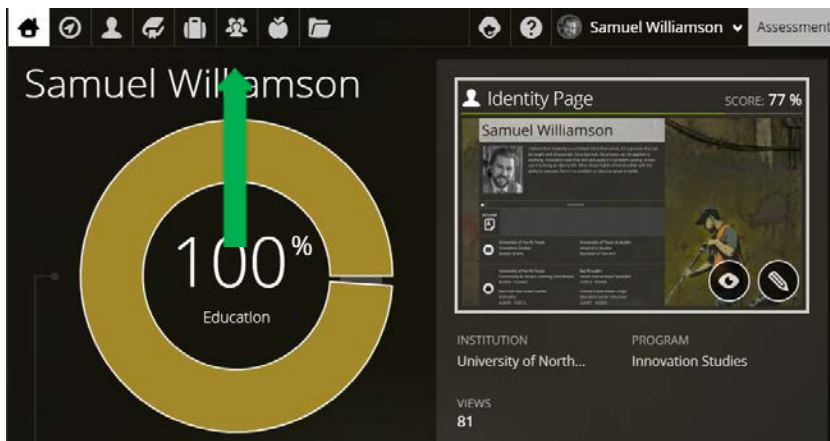 Samuel Williamson
Assessment
Samuel Williamson
100%
Education
Identity Page
SCORE: 77 %
Samuel Williamson
INSTITUTION
University of North...
PROGRAM
Innovation Studies
VIEWS
81